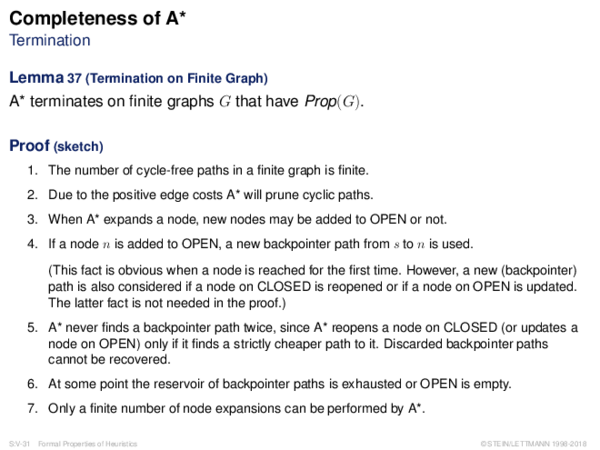 Completeness of A*
Termination
Lemma 37 (Termination on Finite Graph)
A* terminates on finite graphs G that have Prop(G).
Proof (sketch)
1. The number of cycle-free paths in a finite graph is finite.
2. Due to the positive edge costs A* will prune cyclic paths.
3. When A* expands a node, new nodes may be added to OPEN or not.
4. If a node n is added to OPEN, a new backpointer path from s to n is used.
(This fact is obvious when a node is reached for the first time. However, a new (backpointer)
path is also considered if a node on CLOSED is reopened or if a node on OPEN is updated.
The latter fact is not needed in the proof.)
5. A* never finds a backpointer path twice, since A* reopens a node on CLOSED (or updates a
node on OPEN) only if it finds a strictly cheaper path to it. Discarded backpointer paths
cannot be recovered.
6. At some point the reservoir of backpointer paths is exhausted or OPEN is empty.
7. Only a finite number of node expansions can be performed by A*.
S:V-31 Formal Properties of Heuristics © STEIN/LETTMANN 1998-2018